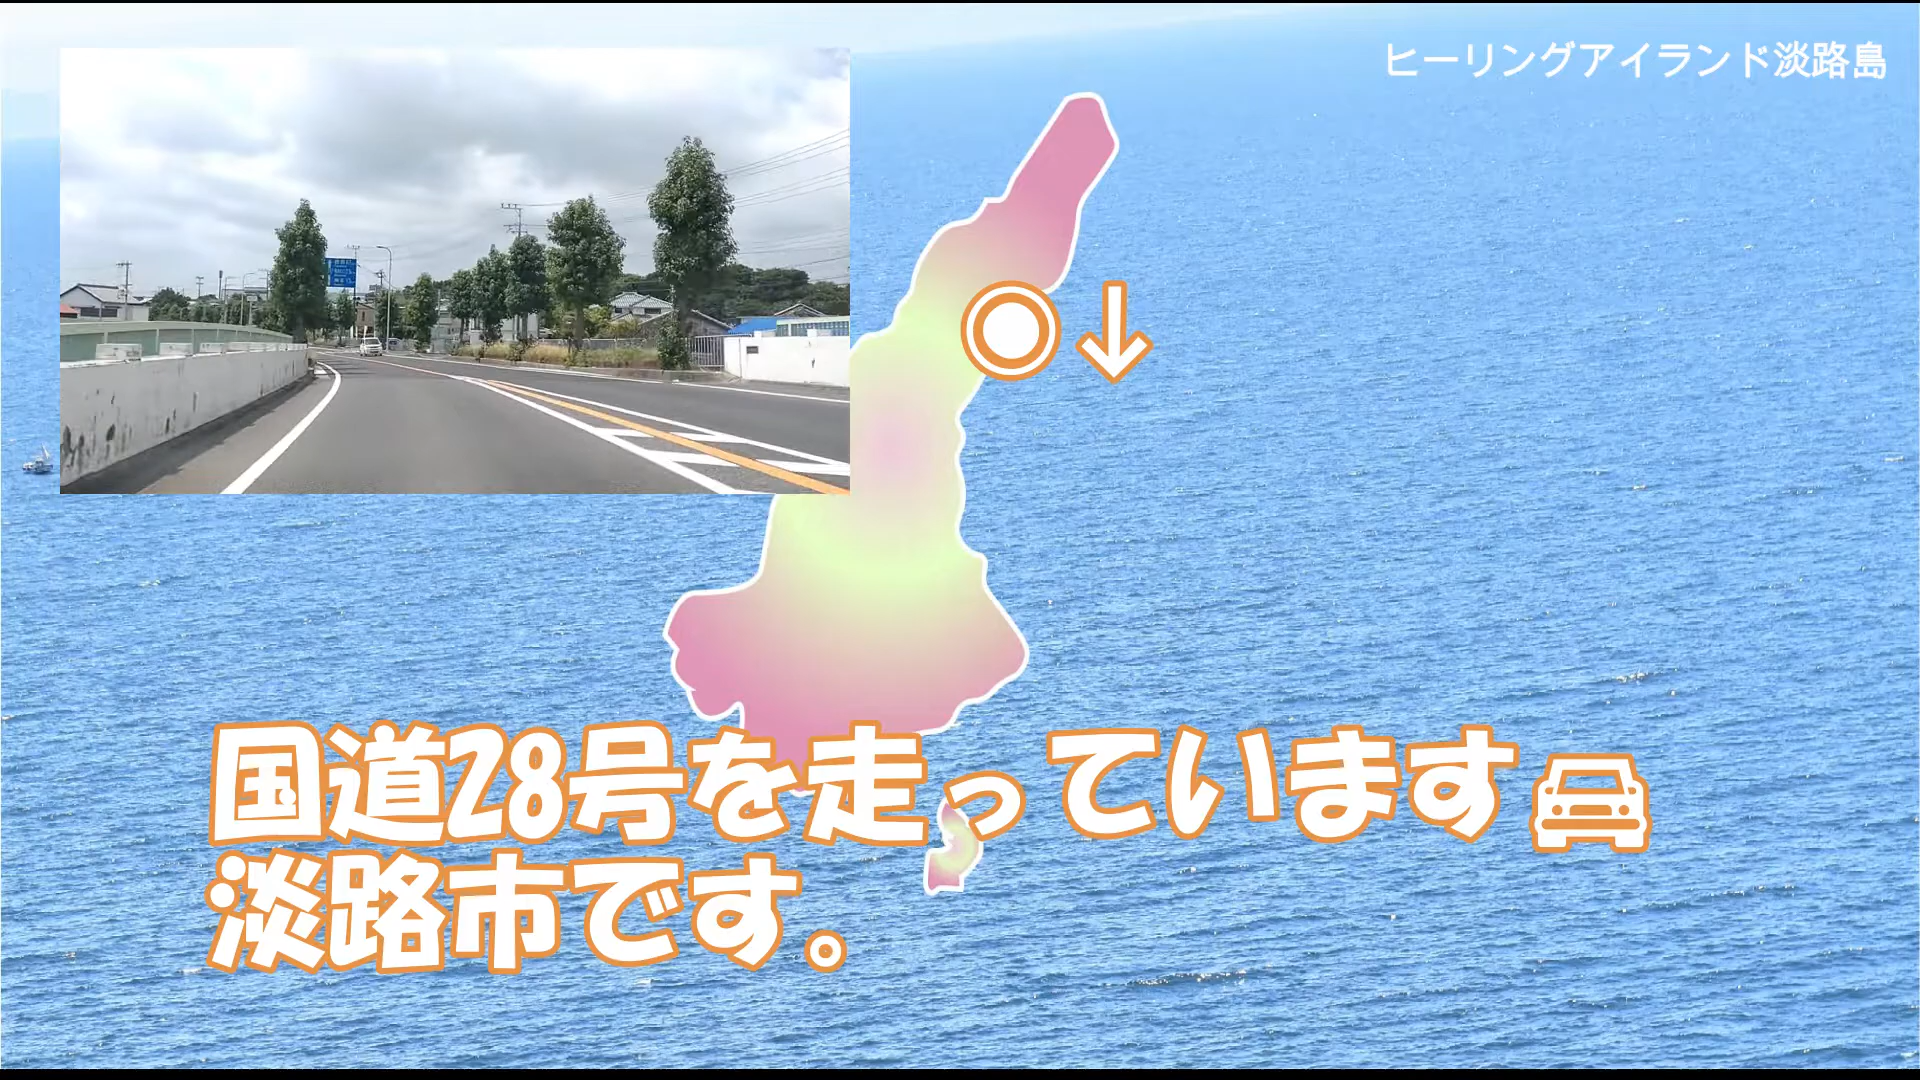 ヒーリングアイランド淡路島
国道28号を走っています
淡路市です。